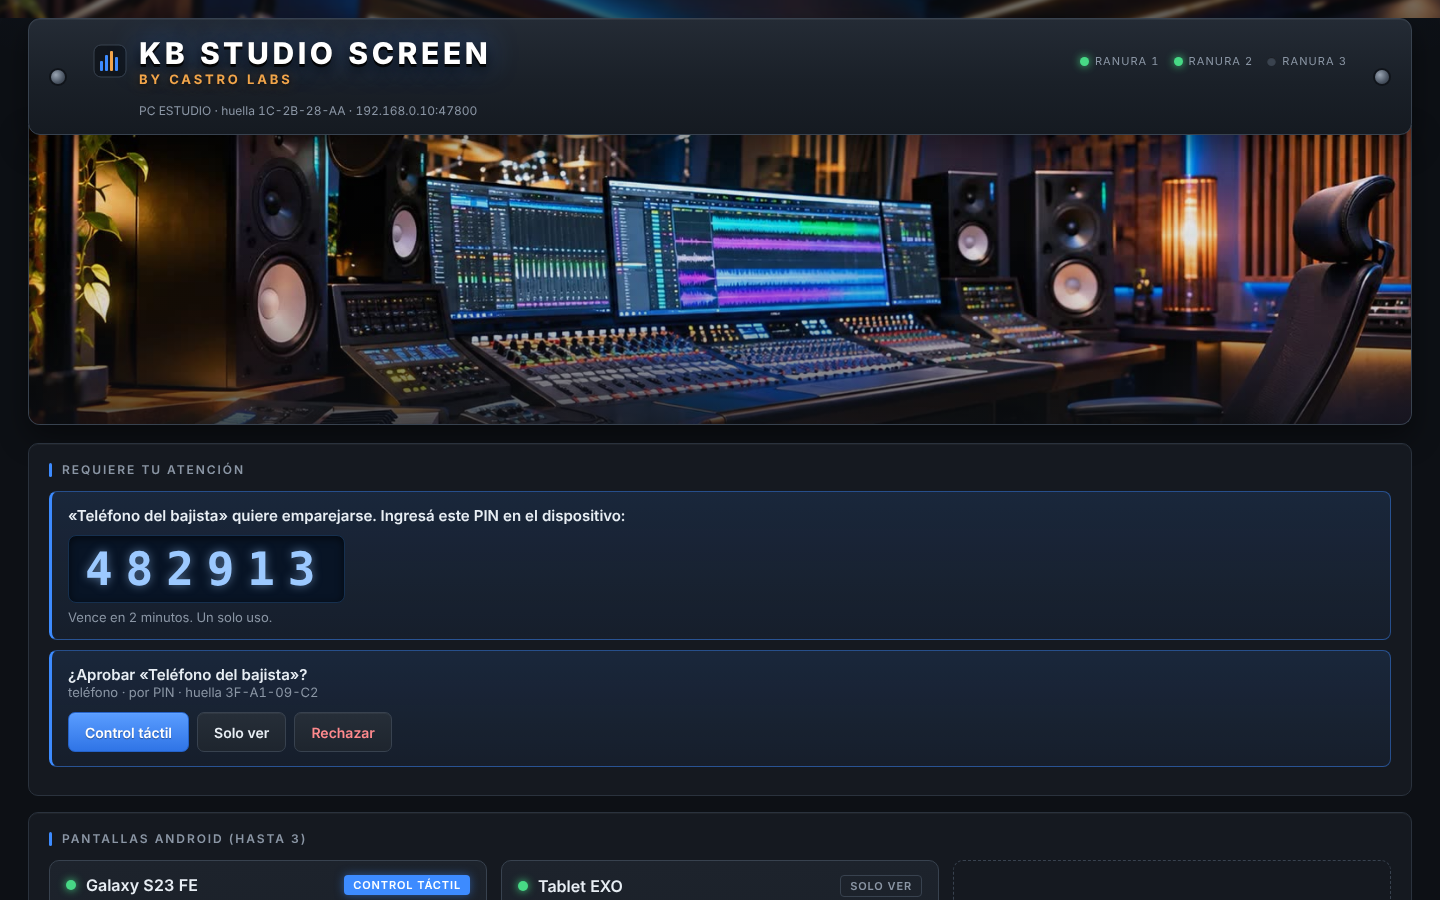 KB STUDIO SCREEN
BY CASTRO LABS
PC ESTUDIO · huella 1C-2B-28-AA · 192.168.0.10:47800
RANURA 1
RANURA 2
RANURA 3
REQUIERE TU ATENCIÓN
«Teléfono del bajista» quiere emparejarse. Ingresá este PIN en el dispositivo:
482913
Vence en 2 minutos. Un solo uso.
¿Aprobar «Teléfono del bajista»?
teléfono · por PIN · huella 3F-A1-09-C2
Control táctil
Solo ver
Rechazar
PANTALLAS ANDROID (HASTA 3)
Galaxy S23 FE
CONTROL TÁCTIL
Tablet EXO
SOLO VER